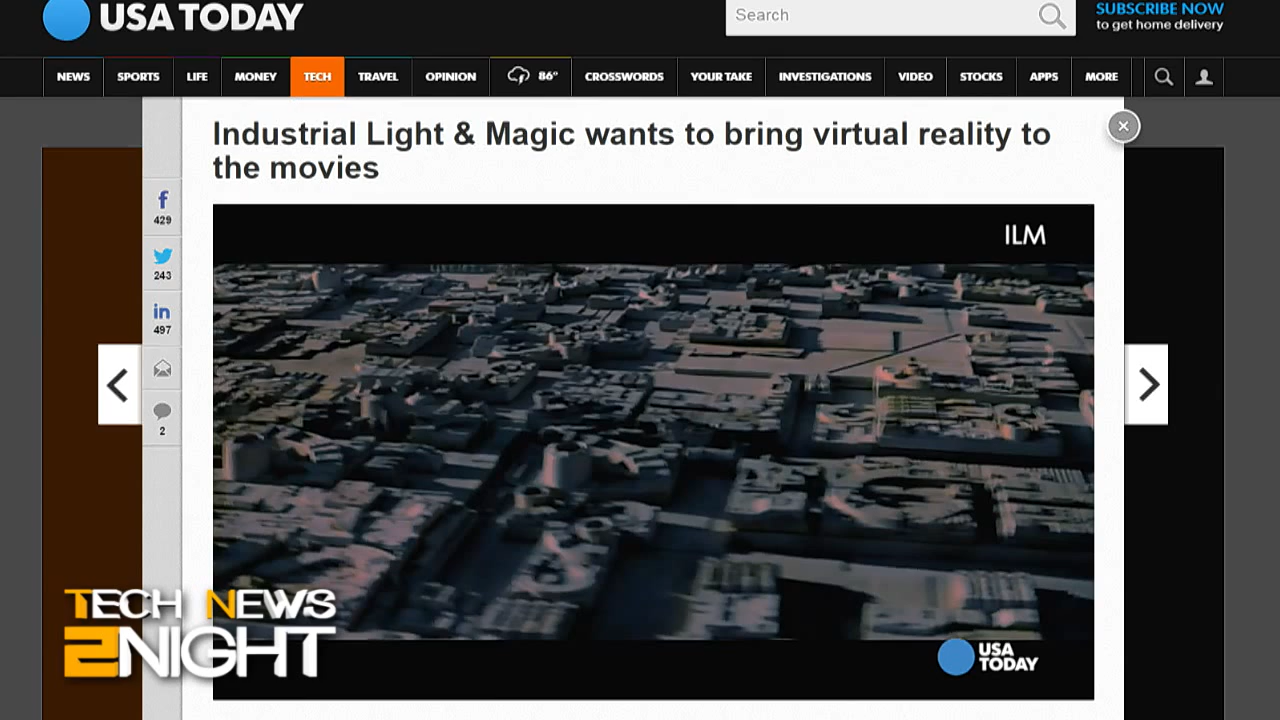 USA TODAY
Search
SUBSCRIBE NOW
to get home delivery
NEWS SPORTS LIFE MONEY TECH TRAVEL OPINION 86° CROSSWORDS YOUR TAKE INVESTIGATIONS VIDEO STOCKS APPS MORE
Industrial Light & Magic wants to bring virtual reality to
the movies
f
429
243
in
497
2
ILM
TECH NEWS
2NIGHT
USA
TODAY